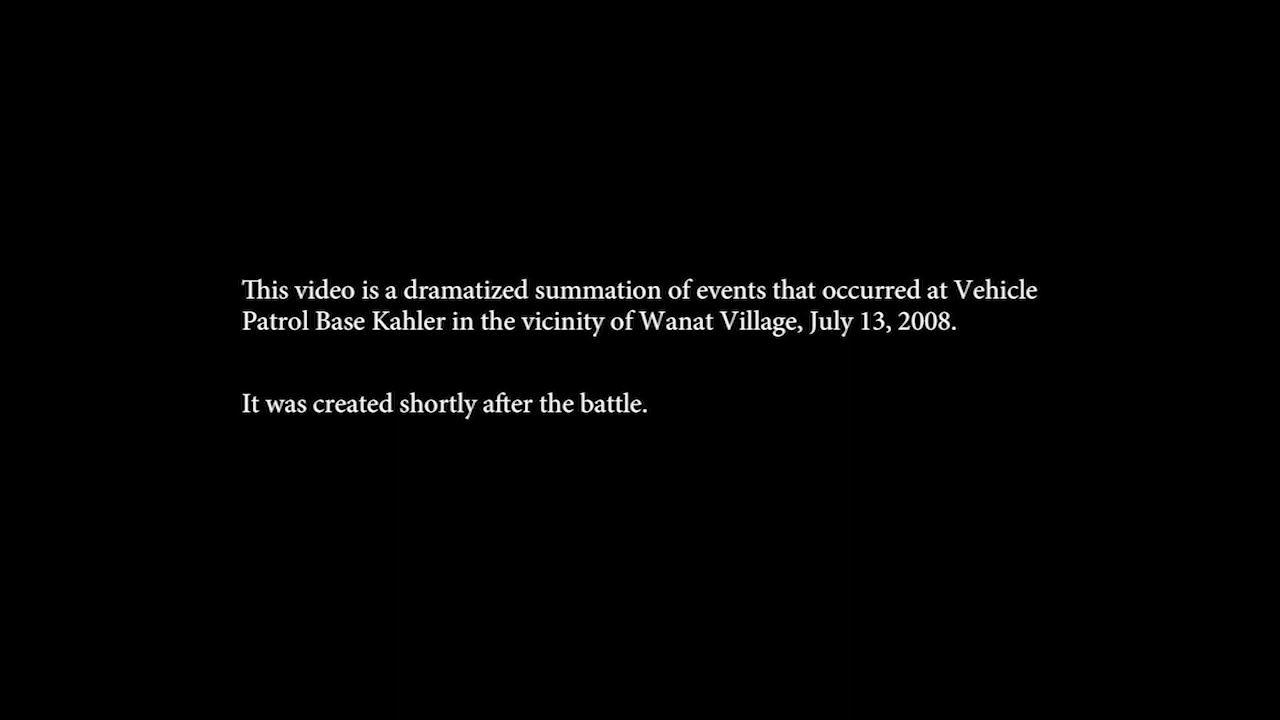 This video is a dramatized summation of events that occurred at Vehicle
Patrol Base Kahler in the vicinity of Wanat Village, July 13, 2008.
It was created shortly after the battle.